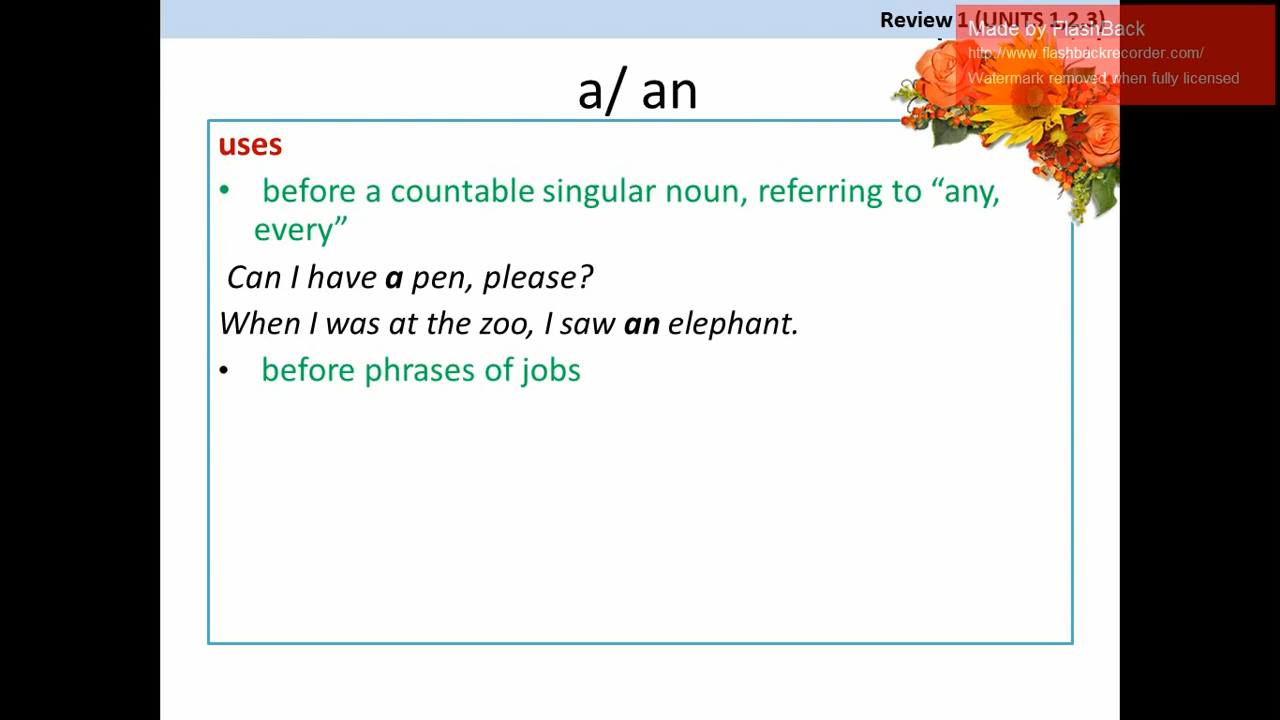 Review 1 (UNITS 1,2,3)
Made by FlashBack
http://www.flashbackrecorder.com/
Watermark removed when fully licensed
a/ an
uses
• before a countable singular noun, referring to “any,
every”
Can I have a pen, please?
When I was at the zoo, I saw an elephant.
• before phrases of jobs